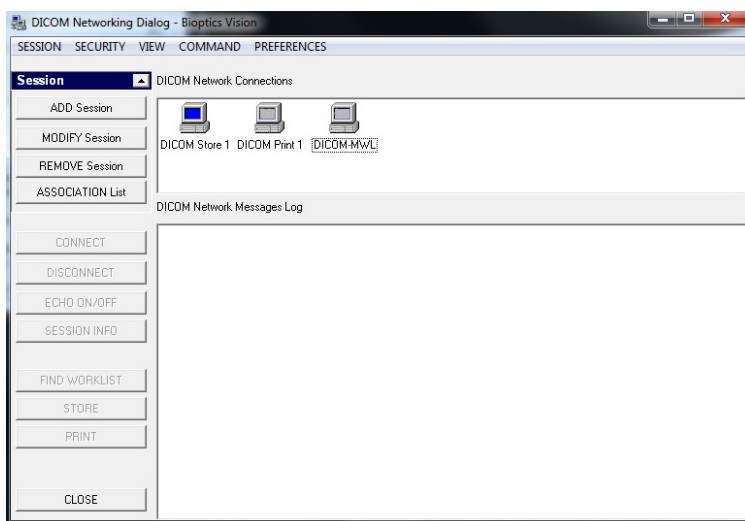 DICOM Networking Dialog - Bioptics Vision
SESSION SECURITY VIEW COMMAND PREFERENCES
Session
ADD Session
MODIFY Session
REMOVE Session
ASSOCIATION List
CONNECT
DISCONNECT
ECHO ON/OFF
SESSION INFO
FIND WORKLIST
STORE
PRINT
CLOSE
DICOM Network Connections
DICOM Store 1 DICOM Print 1 DICOM-MWL
DICOM Network Messages Log